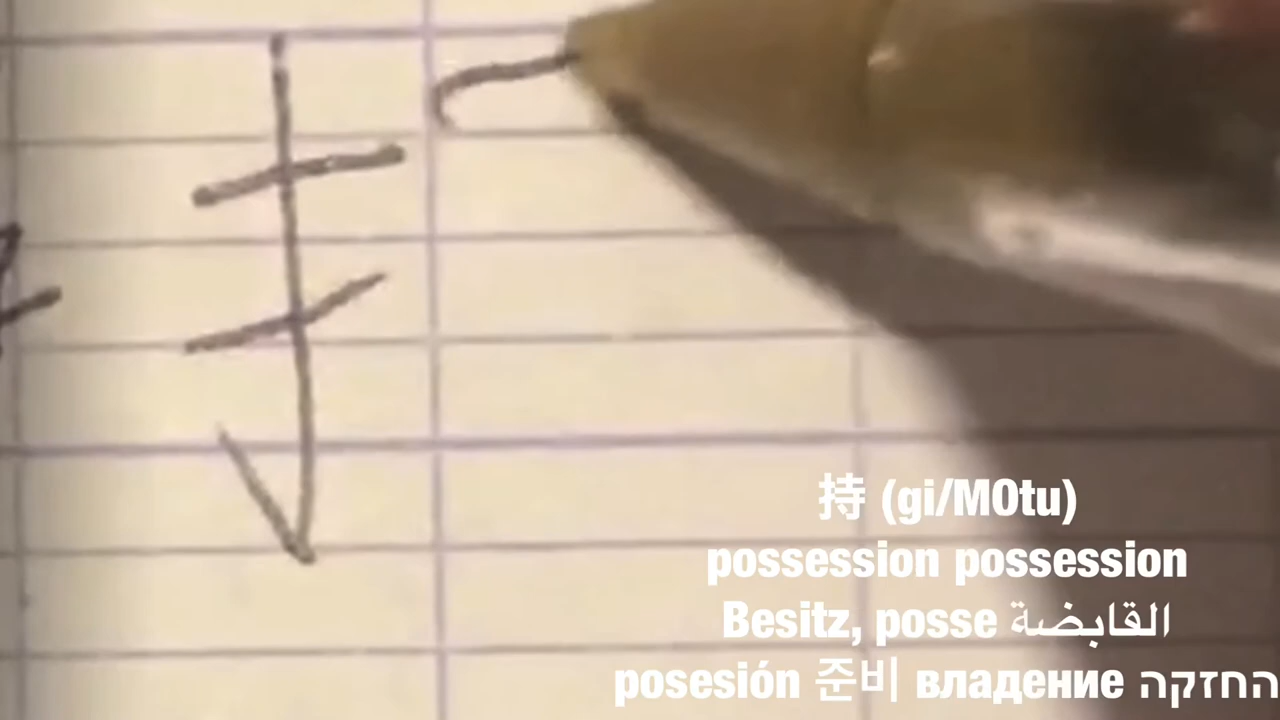 持 (gi/MOtu)
possession possession
Besitz, posse القابضة
posesión 준비 владение החזקה